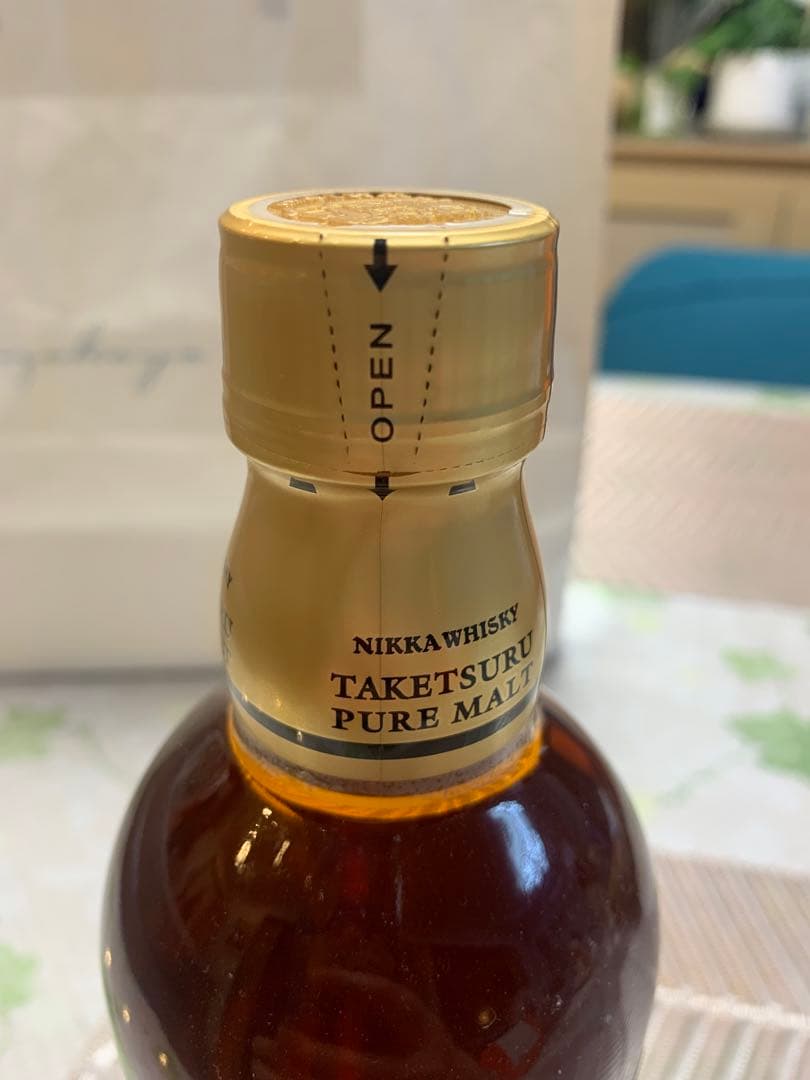 OPEN
NIKKA WHISKY
TAKETSURU
PURE MALT